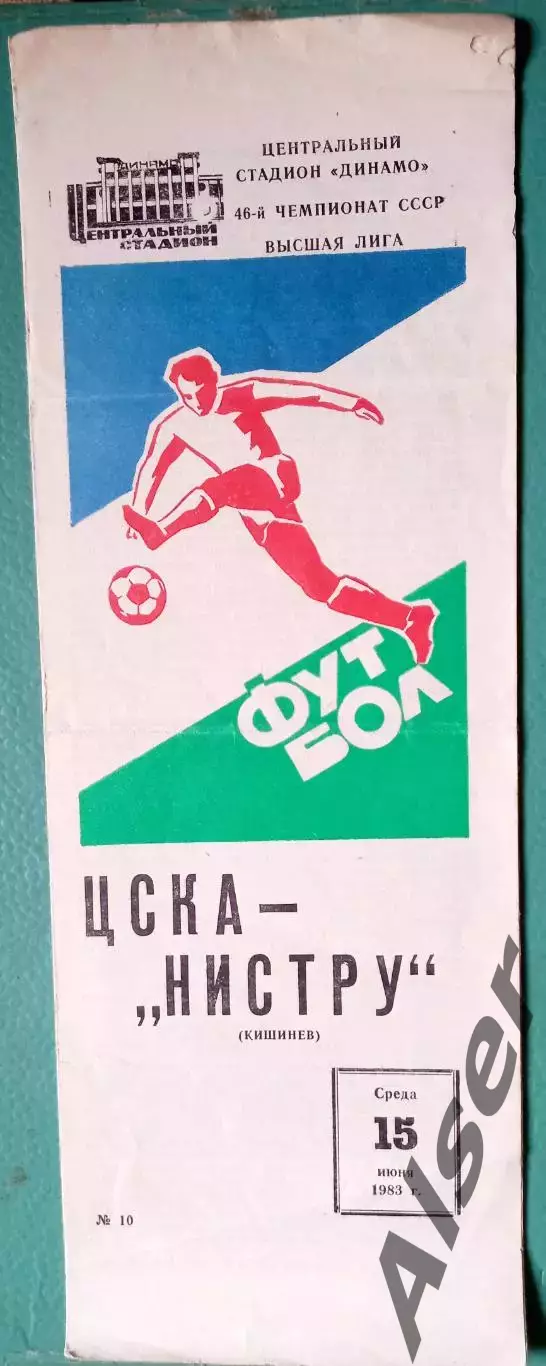 ДИНАМО
ЦЕНТРАЛЬНЫЙ
СТАДИОН
ЦЕНТРАЛЬНЫЙ
СТАДИОН «ДИНАМО»
46-й ЧЕМПИОНАТ СССР
ВЫСШАЯ ЛИГА
ФУТ
БОЛ
ЦСКА –
„НИСТРУ“
(КИШИНЕВ)
Среда
15
июня
1983 г.
№ 10
Alser